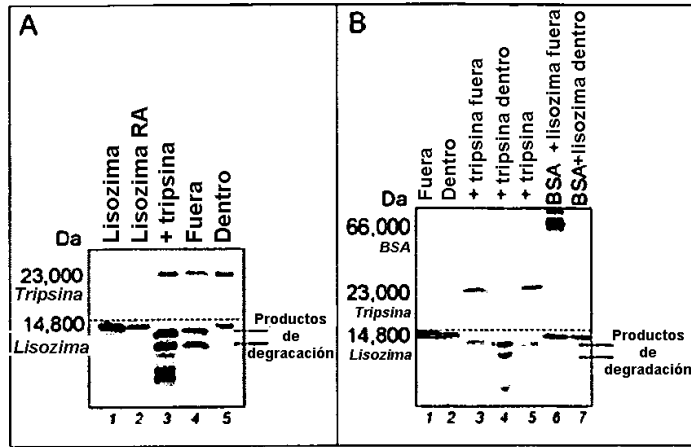 A
Lisozima
Lisozima RA
+ tripsina
Fuera
Dentro
Da
23,000
Tripsina
14,800
Lisozima
Productos
de
degracación
1 2 3 4 5
B
Fuera
Dentro
+ tripsina fuera
+ tripsina dentro
+ tripsina
BSA + lisozima fuera
BSA+lisozima dentro
Da
66,000
BSA
23,000
Tripsina
14,800
Lisozima
Productos
de
degradación
1 2 3 4 5 6 7